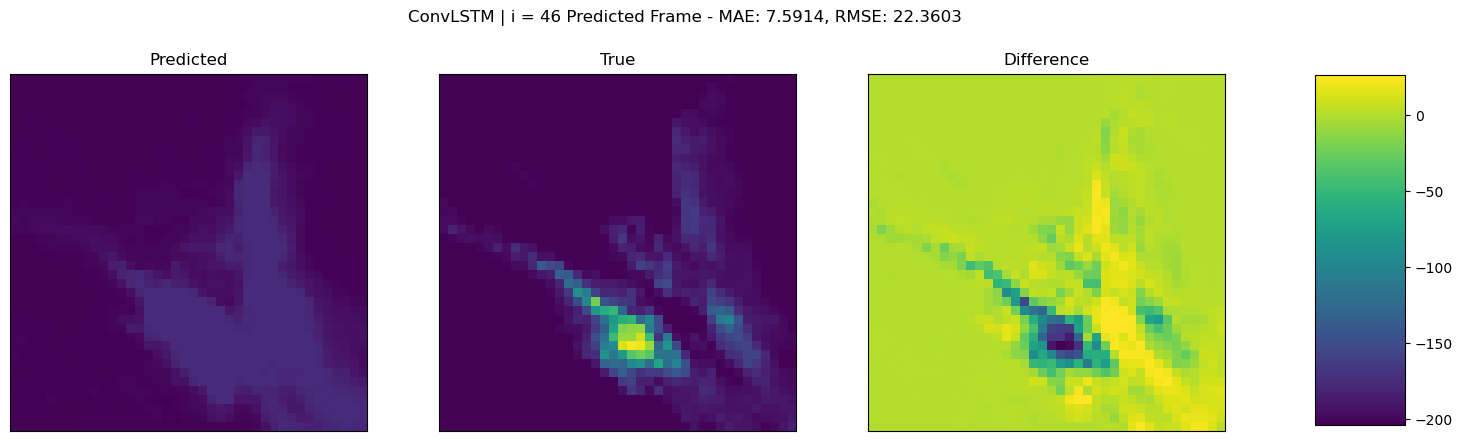 ConvLSTM | i = 46 Predicted Frame - MAE: 7.5914, RMSE: 22.3603
Predicted
True
Difference
0
−50
−100
−150
−200